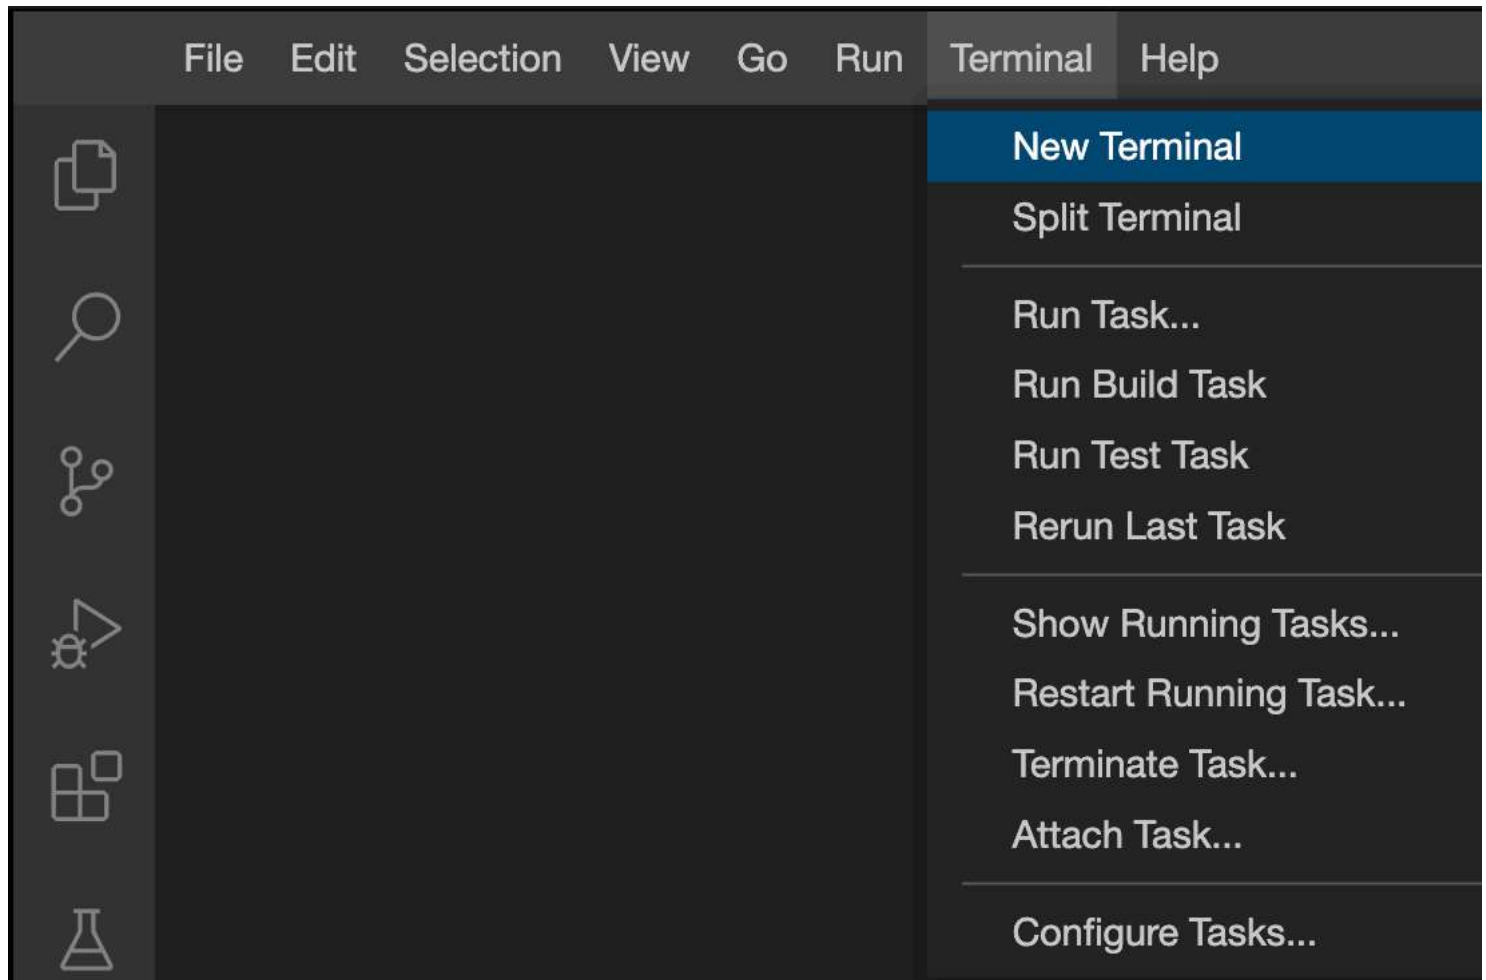 File Edit Selection View Go Run Terminal Help
New Terminal
Split Terminal
Run Task...
Run Build Task
Run Test Task
Rerun Last Task
Show Running Tasks...
Restart Running Task...
Terminate Task...
Attach Task...
Configure Tasks...